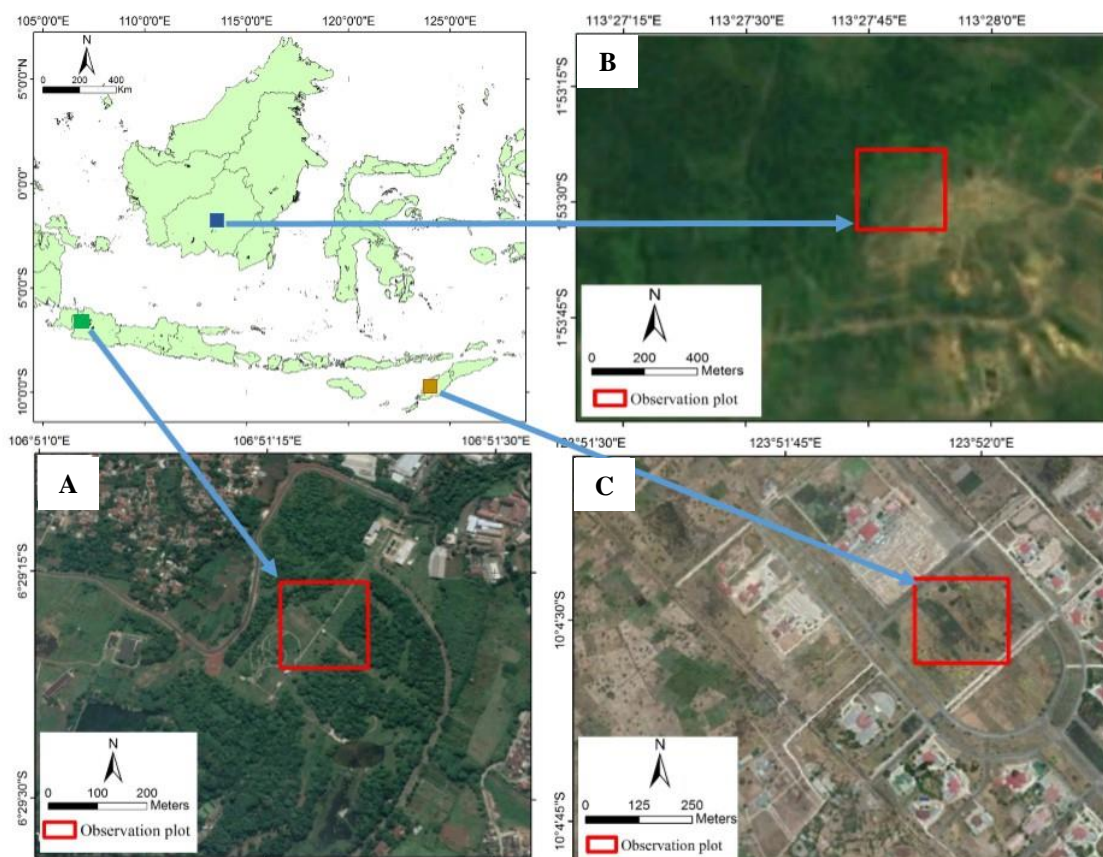 105°0'0"E 110°0'0"E 115°0'0"E 120°0'0"E 125°0'0"E
N
0 200 400
Km
5°0'0"N
0°0'0"
5°0'0"S
10°0'0"S
113°27'15"E 113°27'30"E 113°27'45"E 113°28'0"E
B
1°53'15"S
1°53'30"S
1°53'45"S
N
0 200 400
Meters
Observation plot
106°51'0"E 106°51'15"E 106°51'30"E
A
6°29'15"S
6°29'30"S
N
0 100 200
Meters
Observation plot
123°51'30"E 123°51'45"E 123°52'0"E
C
10°4'30"S
10°4'45"S
N
0 125 250
Meters
Observation plot